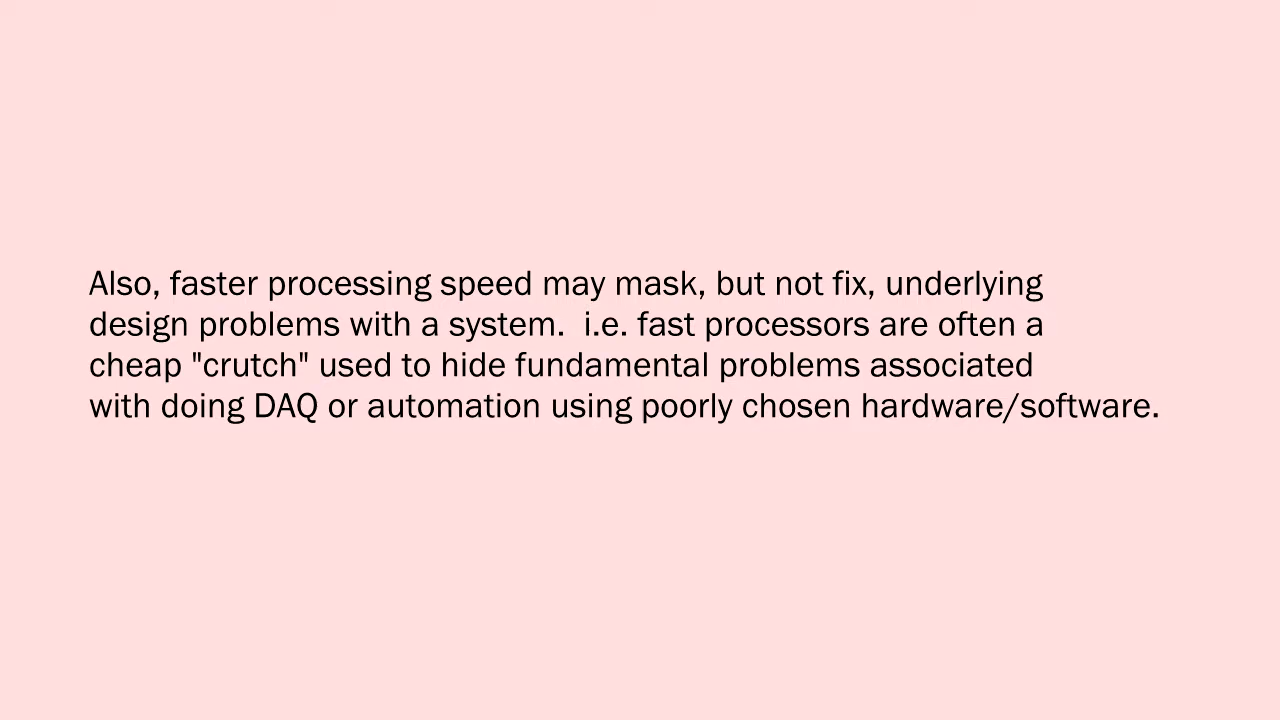 Also, faster processing speed may mask, but not fix, underlying
design problems with a system.  i.e. fast processors are often a
cheap "crutch" used to hide fundamental problems associated
with doing DAQ or automation using poorly chosen hardware/software.